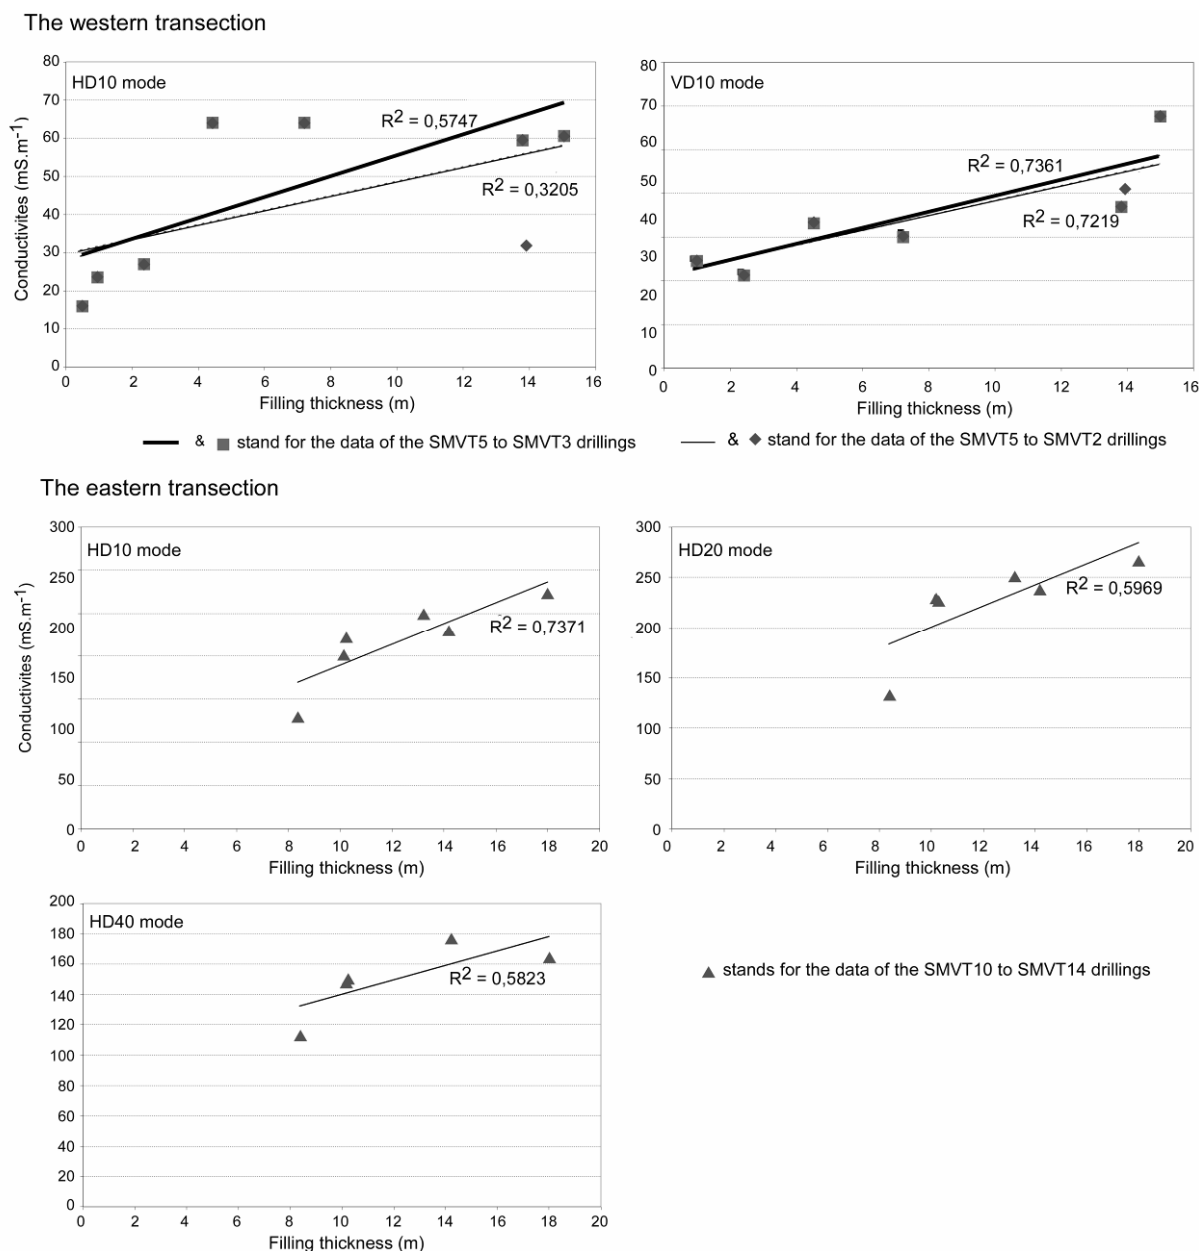 The western transection
HD10 mode
R2 = 0,5747
R2 = 0,3205
Conductivites (mS.m-1)
80
70
60
50
40
30
20
10
0
0 2 4 6 8 10 12 14 16
Filling thickness (m)
VD10 mode
R2 = 0,7361
R2 = 0,7219
80
70
60
50
40
30
20
10
0
0 2 4 6 8 10 12 14 16
Filling thickness (m)
& stand for the data of the SMVT5 to SMVT3 drillings
& stand for the data of the SMVT5 to SMVT2 drillings
The eastern transection
HD10 mode
R2 = 0,7371
Conductivites (mS.m-1)
300
250
200
150
100
50
0
0 2 4 6 8 10 12 14 16 18 20
Filling thickness (m)
HD20 mode
R2 = 0,5969
300
250
200
150
100
50
0
0 2 4 6 8 10 12 14 16 18 20
Filling thickness (m)
HD40 mode
R2 = 0,5823
200
180
160
140
120
100
80
60
40
20
0
0 2 4 6 8 10 12 14 16 18 20
Filling thickness (m)
stands for the data of the SMVT10 to SMVT14 drillings